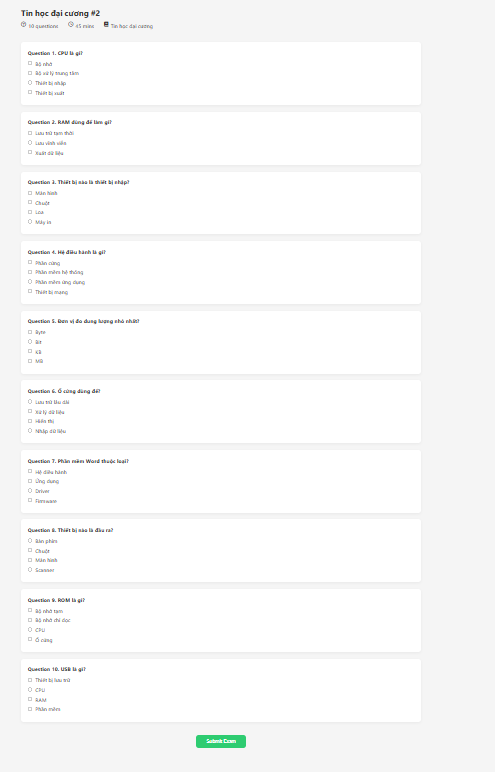 Tin học đại cương #2
10 questions 45 mins Tin học đại cương
Question 1. CPU là gì?
Bộ nhớ
Bộ xử lý trung tâm
Thiết bị nhập
Thiết bị xuất
Question 2. RAM dùng để làm gì?
Lưu trữ tạm thời
Lưu vĩnh viễn
Xuất dữ liệu
Question 3. Thiết bị nào là thiết bị nhập?
Màn hình
Chuột
Loa
Máy in
Question 4. Hệ điều hành là gì?
Phần cứng
Phần mềm hệ thống
Phần mềm ứng dụng
Thiết bị mạng
Question 5. Đơn vị đo dung lượng nhỏ nhất?
Byte
Bit
KB
MB
Question 6. Ổ cứng dùng để?
Lưu trữ lâu dài
Xử lý dữ liệu
Hiển thị
Nhập dữ liệu
Question 7. Phần mềm Word thuộc loại?
Hệ điều hành
Ứng dụng
Driver
Firmware
Question 8. Thiết bị nào là đầu ra?
Bàn phím
Chuột
Màn hình
Scanner
Question 9. ROM là gì?
Bộ nhớ tạm
Bộ nhớ chỉ đọc
CPU
Ổ cứng
Question 10. USB là gì?
Thiết bị lưu trữ
CPU
RAM
Phần mềm
Submit Exam